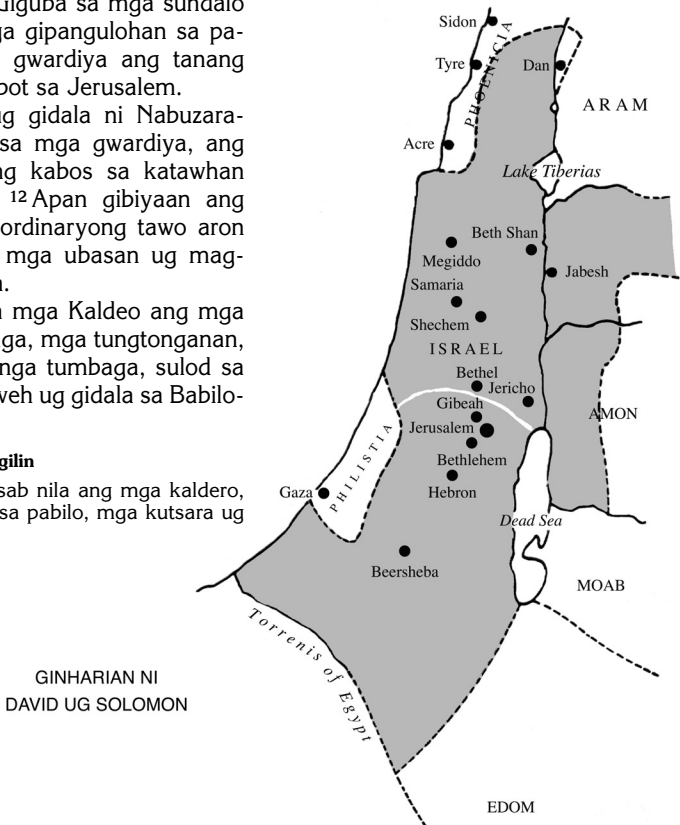 Giguba sa mga sundalo
ga gipangulohan sa pa-
gwardiya ang tanang
bot sa Jerusalem.
ug gidala ni Nabuzara-
sa mga gwardiya, ang
ng kabos sa katawhan
12 Apan gibiyaan ang
ordinaryong tawo aron
mga ubasan ug mag-
n.
mga Kaldeo ang mga
ga, mga tungtonganan,
nga tumbaga, sulod sa
weh ug gidala sa Babilo-
gilin
sab nila ang mga kaldero,
sa pabilo, mga kutsara ug
Sidon
PHOENICIA
Tyre
Dan
ARAM
Acre
Lake Tiberias
Beth Shan
Megiddo
Jabesh
Samaria
Shechem
ISRAEL
Bethel
Jericho
Gibeah
AMON
Jerusalem
PHILISTIA
Bethlehem
Gaza
Hebron
Dead Sea
Beersheba
MOAB
Torrenis of Egypt
GINHARIAN NI
DAVID UG SOLOMON
EDOM